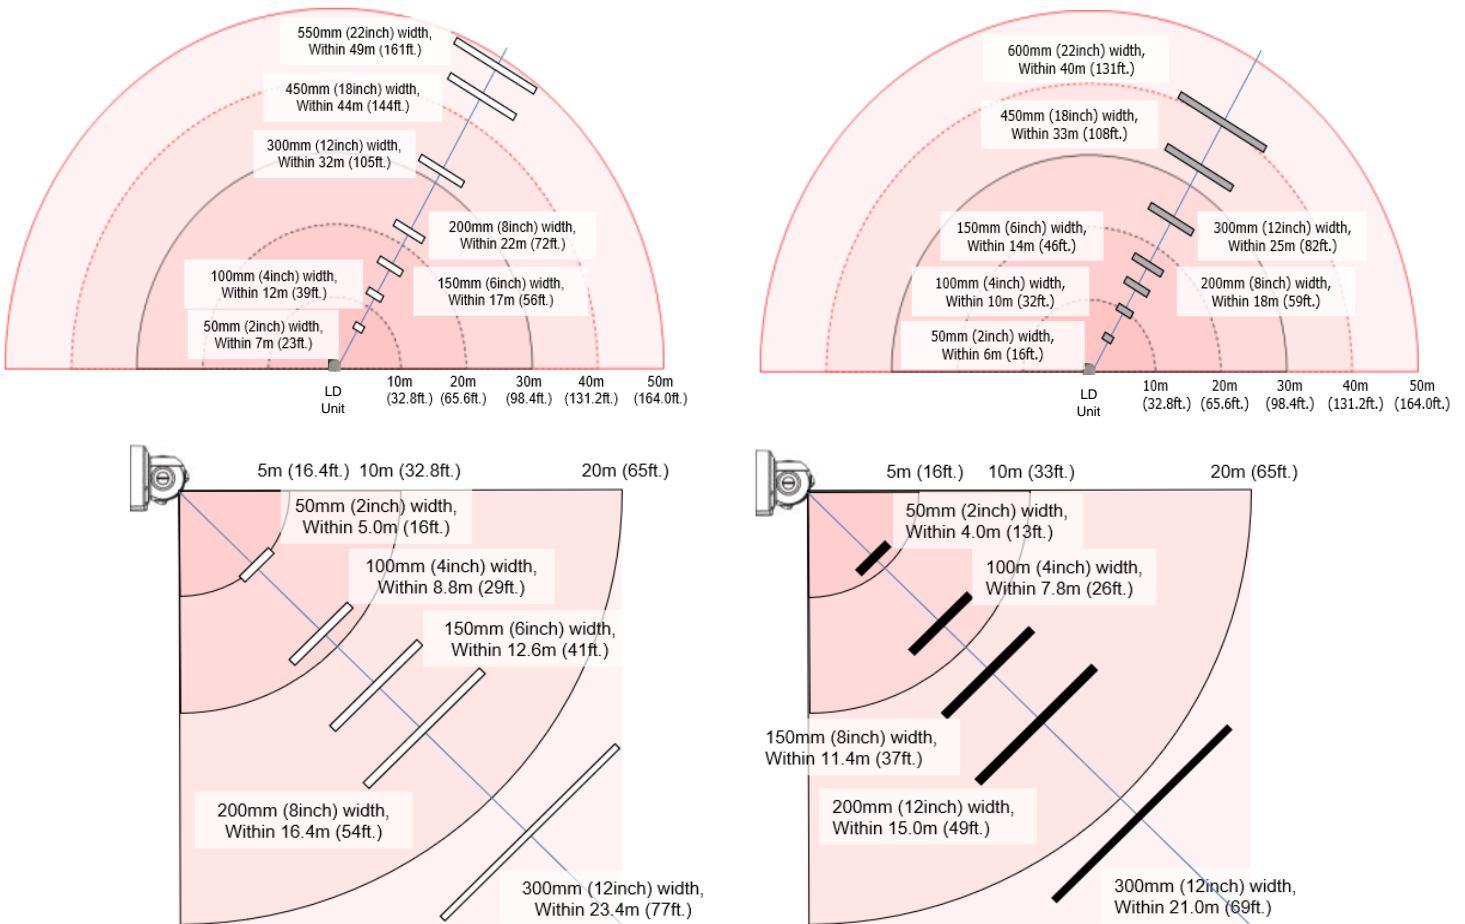 550mm (22inch) width,
Within 49m (161ft.)
450mm (18inch) width,
Within 44m (144ft.)
300mm (12inch) width,
Within 32m (105ft.)
200mm (8inch) width,
Within 22m (72ft.)
100mm (4inch) width,
Within 12m (39ft.)
150mm (6inch) width,
Within 17m (56ft.)
50mm (2inch) width,
Within 7m (23ft.)
LD
Unit
10m
(32.8ft.)
20m
(65.6ft.)
30m
(98.4ft.)
40m
(131.2ft.)
50m
(164.0ft.)
600mm (22inch) width,
Within 40m (131ft.)
450mm (18inch) width,
Within 33m (108ft.)
150mm (6inch) width,
Within 14m (46ft.)
300mm (12inch) width,
Within 25m (82ft.)
100mm (4inch) width,
Within 10m (32ft.)
200mm (8inch) width,
Within 18m (59ft.)
50mm (2inch) width,
Within 6m (16ft.)
LD
Unit
10m
(32.8ft.)
20m
(65.6ft.)
30m
(98.4ft.)
40m
(131.2ft.)
50m
(164.0ft.)
5m (16.4ft.) 10m (32.8ft.) 20m (65ft.)
50mm (2inch) width,
Within 5.0m (16ft.)
100mm (4inch) width,
Within 8.8m (29ft.)
150mm (6inch) width,
Within 12.6m (41ft.)
200mm (8inch) width,
Within 16.4m (54ft.)
300mm (12inch) width,
Within 23.4m (77ft.)
5m (16ft.) 10m (33ft.) 20m (65ft.)
50mm (2inch) width,
Within 4.0m (13ft.)
100m (4inch) width,
Within 7.8m (26ft.)
150mm (8inch) width,
Within 11.4m (37ft.)
200mm (12inch) width,
Within 15.0m (49ft.)
300mm (12inch) width,
Within 21.0m (69ft.)